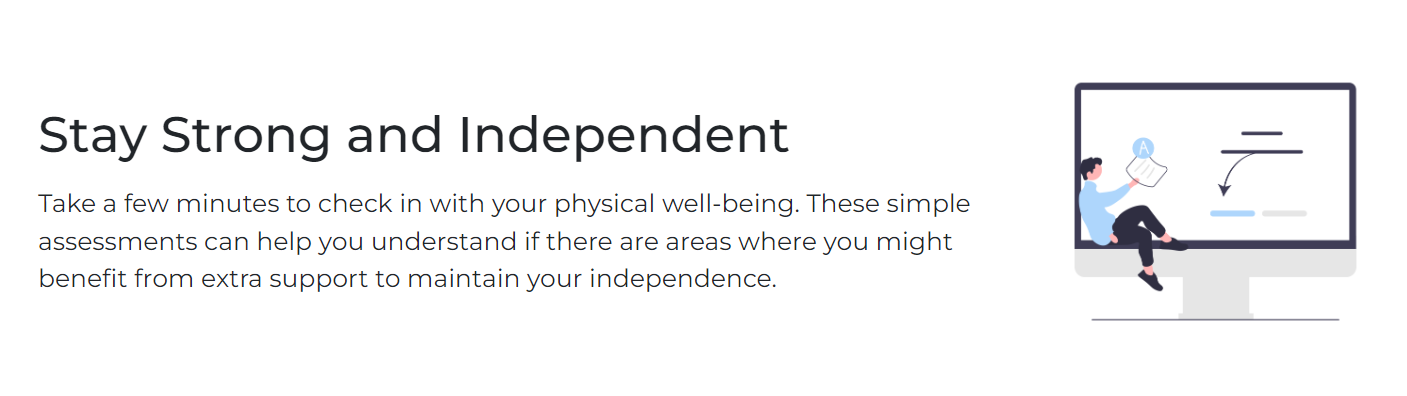 Stay Strong and Independent
Take a few minutes to check in with your physical well-being. These simple
assessments can help you understand if there are areas where you might
benefit from extra support to maintain your independence.
A